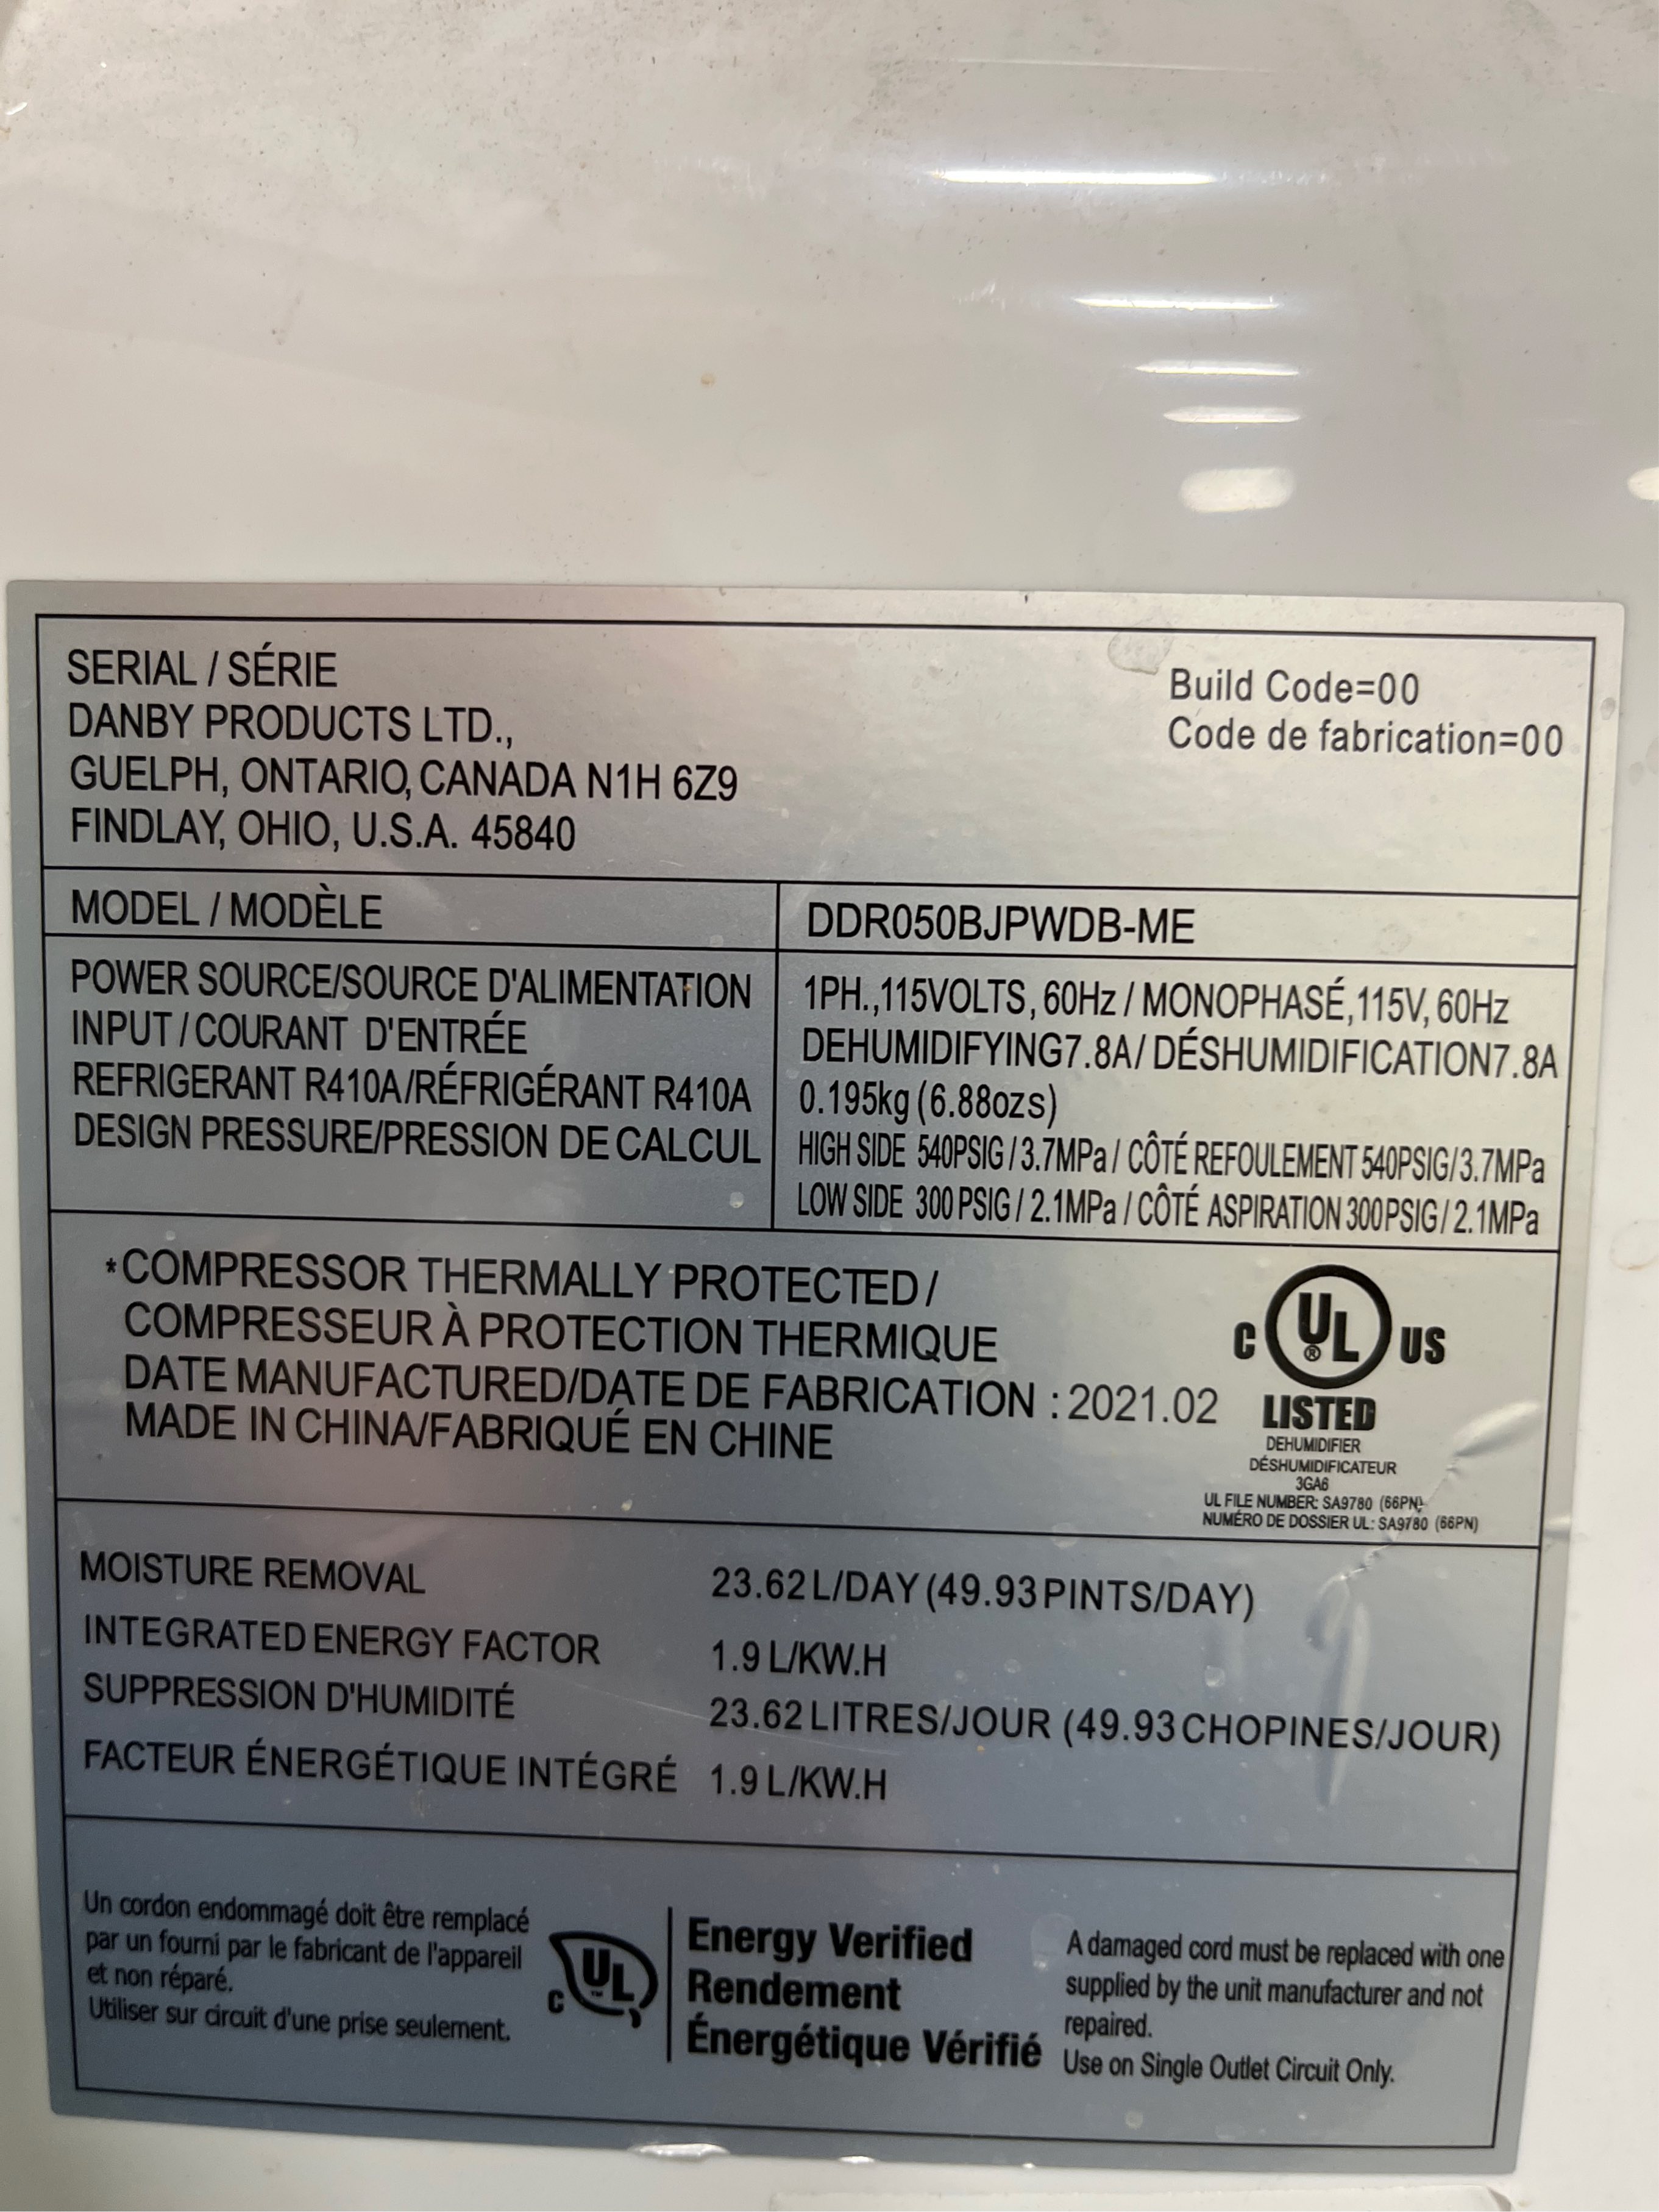 SERIAL / SÉRIE
DANBY PRODUCTS LTD.,
GUELPH, ONTARIO, CANADA N1H 6Z9
FINDLAY, OHIO, U.S.A. 45840
Build Code=00
Code de fabrication=00
MODEL / MODÈLE
DDR050BJPWDB-ME
POWER SOURCE/SOURCE D'ALIMENTATION
1PH.,115VOLTS, 60Hz / MONOPHASÉ,115V, 60Hz
INPUT / COURANT D'ENTRÉE
DEHUMIDIFYING7.8A/ DÉSHUMIDIFICATION7.8A
REFRIGERANT R410A/RÉFRIGÉRANT R410A
0.195kg (6.88ozs)
DESIGN PRESSURE/PRESSION DE CALCUL
HIGH SIDE 540PSIG / 3.7MPa / CÔTÉ REFOULEMENT 540PSIG/3.7MPa
LOW SIDE 300 PSIG / 2.1MPa / CÔTÉ ASPIRATION 300PSIG/ 2.1MPa
*COMPRESSOR THERMALLY PROTECTED /
COMPRESSEUR À PROTECTION THERMIQUE
DATE MANUFACTURED/DATE DE FABRICATION : 2021.02
MADE IN CHINA/FABRIQUÉ EN CHINE
C UL ® US
LISTED
DEHUMIDIFIER
DÉSHUMIDIFICATEUR
3GA6
UL FILE NUMBER: SA9780 (66PN)
NUMÉRO DE DOSSIER UL: SA9780 (66PN)
MOISTURE REMOVAL 23.62 L/DAY (49.93 PINTS/DAY)
INTEGRATED ENERGY FACTOR 1.9 L/KW.H
SUPPRESSION D'HUMIDITÉ 23.62 LITRES/JOUR (49.93 CHOPINES/JOUR)
FACTEUR ÉNERGÉTIQUE INTÉGRÉ 1.9 L/KW.H
Un cordon endommagé doit être remplacé
par un fourni par le fabricant de l'appareil
et non réparé.
Utiliser sur circuit d'une prise seulement.
C UL ™
Energy Verified
Rendement
Énergétique Vérifié
A damaged cord must be replaced with one
supplied by the unit manufacturer and not
repaired.
Use on Single Outlet Circuit Only.